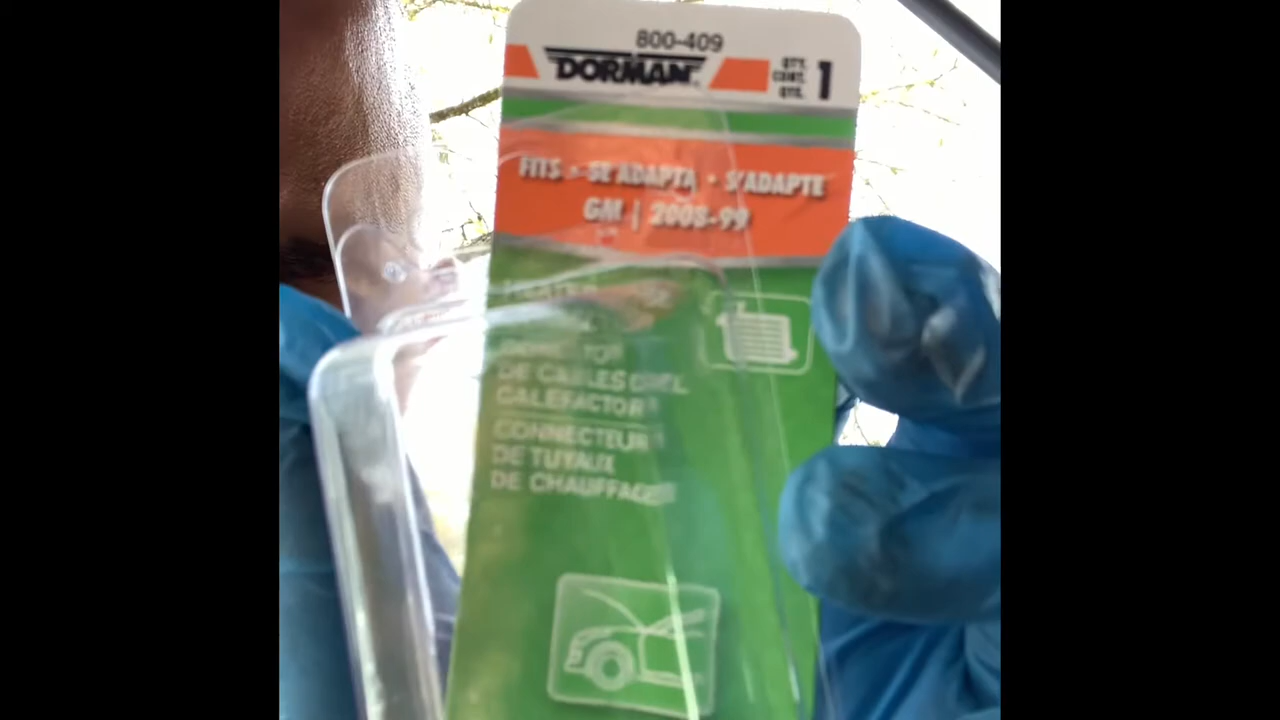 800-409
DORMAN
QTY. CONT. QTE. 1
FITS • SE ADAPTA • S'ADAPTE
GM | 2005-99
DE CABLES DEL
CALEFACTOR
CONNECTEUR
DE TUYAUX
DE CHAUFFAGE